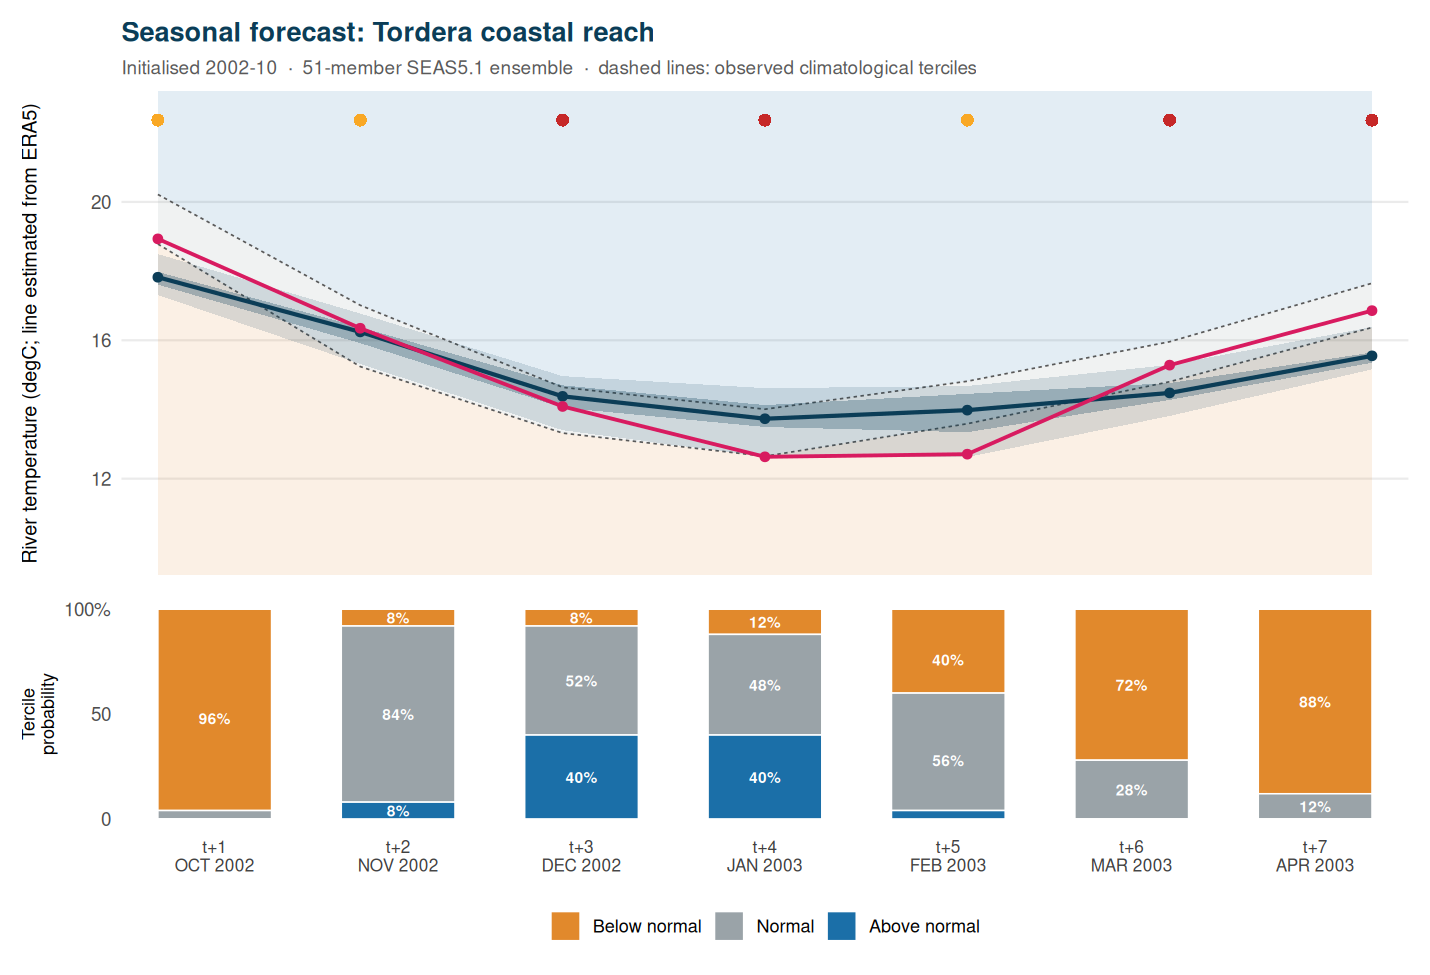 Seasonal forecast: Tordera coastal reach
Initialised 2002-10 · 51-member SEAS5.1 ensemble · dashed lines: observed climatological terciles
River temperature (degC; line estimated from ERA5)
20
16
12
Tercile
probability
100%
50
0
96%
8%
84%
8%
8%
52%
40%
12%
48%
40%
40%
56%
72%
28%
88%
12%
t+1
OCT 2002
t+2
NOV 2002
t+3
DEC 2002
t+4
JAN 2003
t+5
FEB 2003
t+6
MAR 2003
t+7
APR 2003
Below normal
Normal
Above normal